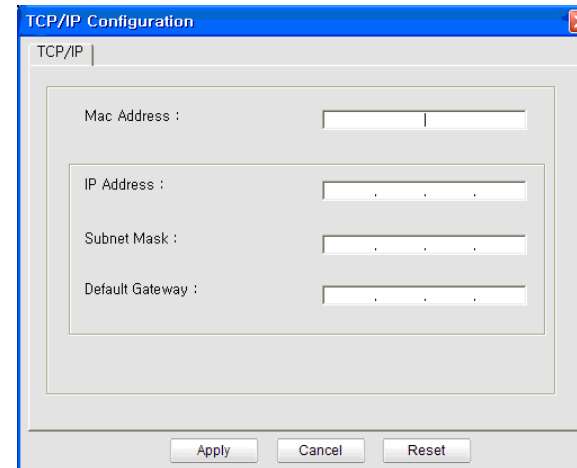 TCP/IP Configuration
TCP/IP
Mac Address :
IP Address :
. . .
Subnet Mask :
. . .
Default Gateway :
. . .
Apply Cancel Reset